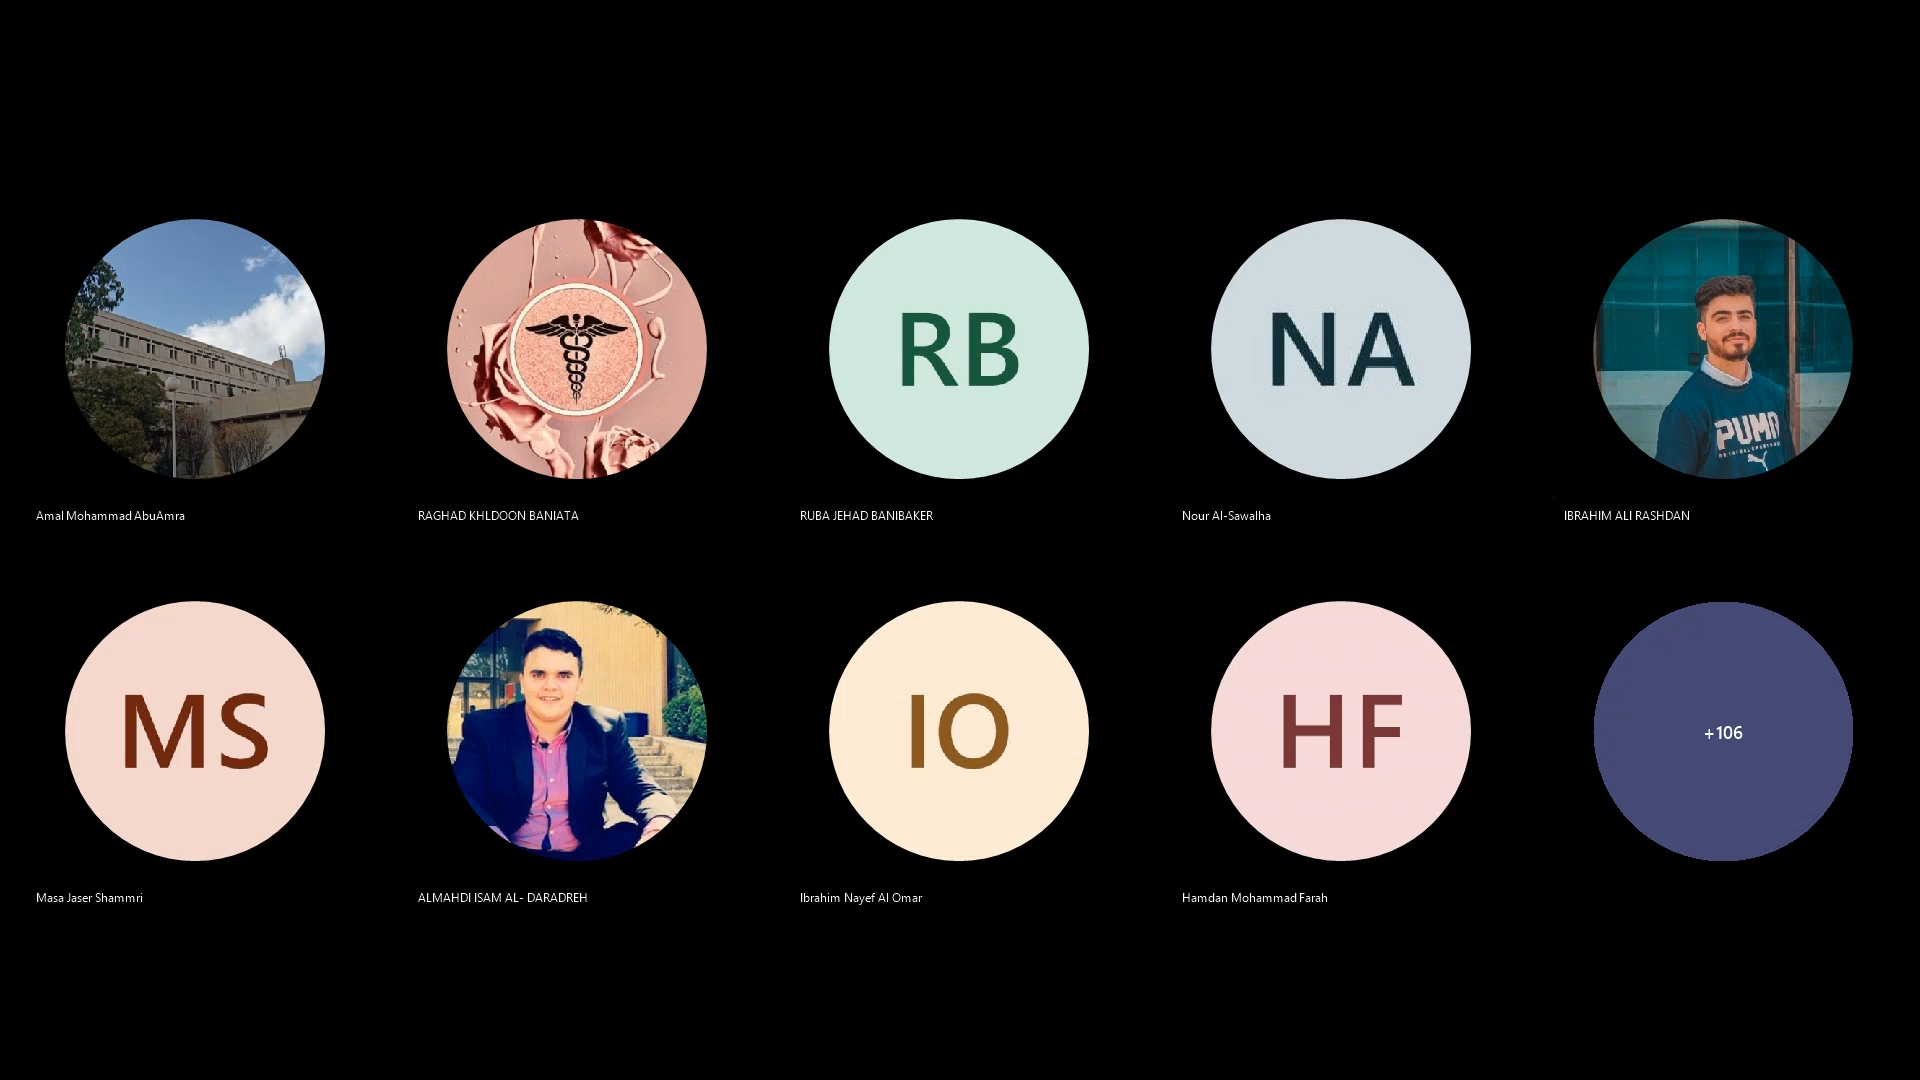 RB
NA
PUMA
Amal Mohammad AbuAmra
RAGHAD KHLDOON BANIATA
RUBA JEHAD BANIBAKER
Nour Al-Sawalha
IBRAHIM ALI RASHDAN
MS
IO
HF
+106
Masa Jaser Shammri
ALMAHDI ISAM AL- DARADREH
Ibrahim Nayef Al Omar
Hamdan Mohammad Farah